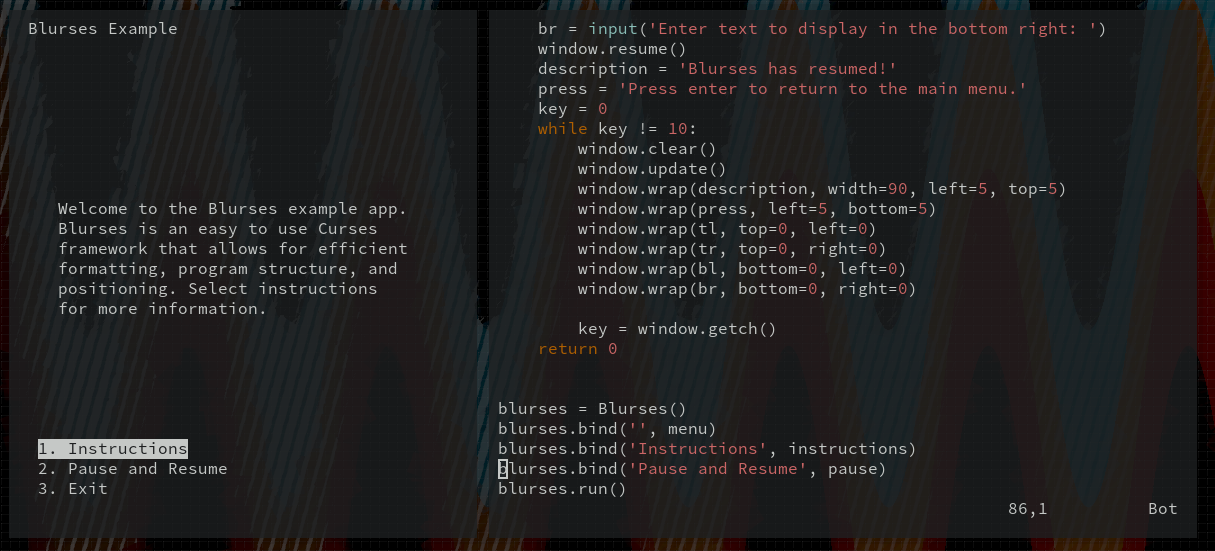 Blurses Example
Welcome to the Blurses example app.
Blurses is an easy to use Curses
framework that allows for efficient
formatting, program structure, and
positioning. Select instructions
for more information.
1. Instructions
2. Pause and Resume
3. Exit
br = input('Enter text to display in the bottom right: ')
window.resume()
description = 'Blurses has resumed!'
press = 'Press enter to return to the main menu.'
key = 0
while key != 10:
window.clear()
window.update()
window.wrap(description, width=90, left=5, top=5)
window.wrap(press, left=5, bottom=5)
window.wrap(tl, top=0, left=0)
window.wrap(tr, top=0, right=0)
window.wrap(bl, bottom=0, left=0)
window.wrap(br, bottom=0, right=0)
key = window.getch()
return 0
blurses = Blurses()
blurses.bind('', menu)
blurses.bind('Instructions', instructions)
blurses.bind('Pause and Resume', pause)
blurses.run()
86,1 Bot